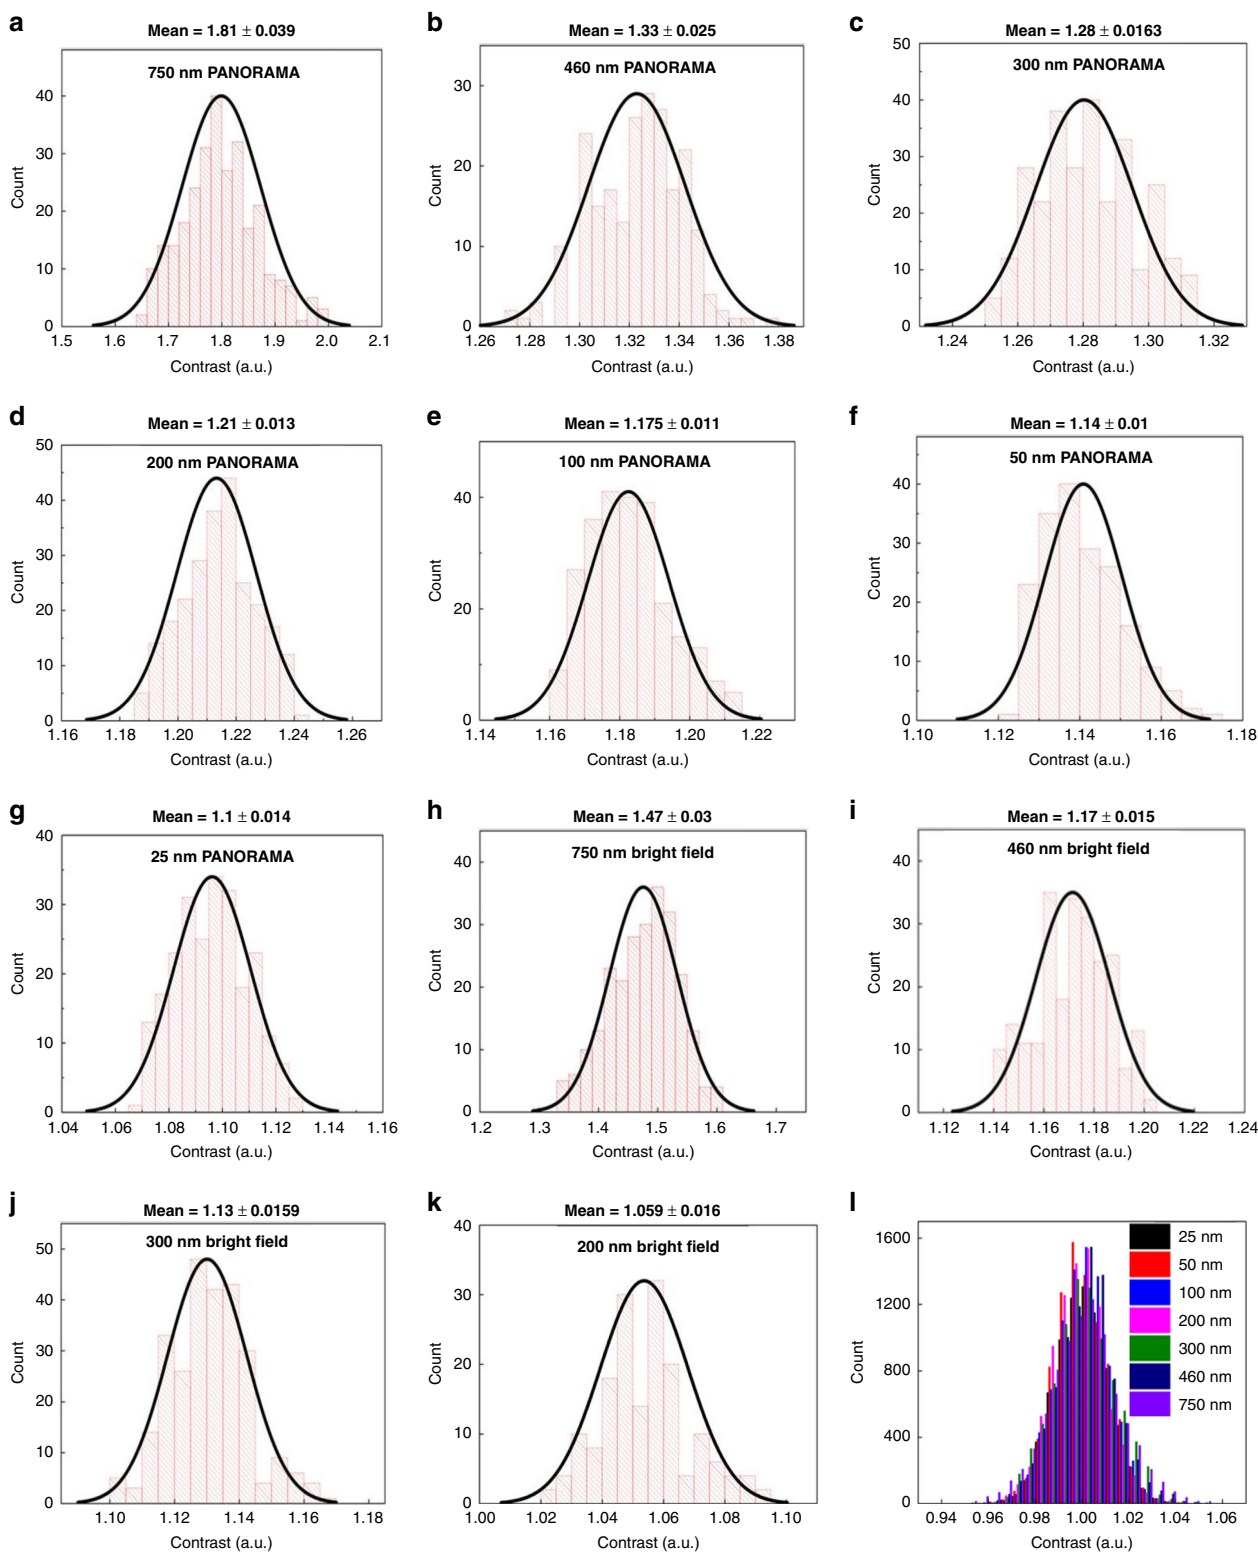 a
Mean = 1.81 ± 0.039
750 nm PANORAMA
40
30
20
10
0
Count
1.5 1.6 1.7 1.8 1.9 2.0 2.1
Contrast (a.u.)
b
Mean = 1.33 ± 0.025
460 nm PANORAMA
30
20
10
0
Count
1.26 1.28 1.30 1.32 1.34 1.36 1.38
Contrast (a.u.)
c
Mean = 1.28 ± 0.0163
300 nm PANORAMA
50
40
30
20
10
0
Count
1.24 1.26 1.28 1.30 1.32
Contrast (a.u.)
d
Mean = 1.21 ± 0.013
200 nm PANORAMA
50
40
30
20
10
0
Count
1.16 1.18 1.20 1.22 1.24 1.26
Contrast (a.u.)
e
Mean = 1.175 ± 0.011
100 nm PANORAMA
40
20
0
Count
1.14 1.16 1.18 1.20 1.22
Contrast (a.u.)
f
Mean = 1.14 ± 0.01
50 nm PANORAMA
40
30
20
10
0
Count
1.10 1.12 1.14 1.16 1.18
Contrast (a.u.)
g
Mean = 1.1 ± 0.014
25 nm PANORAMA
40
30
20
10
0
Count
1.04 1.06 1.08 1.10 1.12 1.14 1.16
Contrast (a.u.)
h
Mean = 1.47 ± 0.03
750 nm bright field
40
30
20
10
0
Count
1.2 1.3 1.4 1.5 1.6 1.7
Contrast (a.u.)
i
Mean = 1.17 ± 0.015
460 nm bright field
40
30
20
10
0
Count
1.12 1.14 1.16 1.18 1.20 1.22 1.24
Contrast (a.u.)
j
Mean = 1.13 ± 0.0159
300 nm bright field
50
40
30
20
10
0
Count
1.10 1.12 1.14 1.16 1.18
Contrast (a.u.)
k
Mean = 1.059 ± 0.016
200 nm bright field
40
30
20
10
0
Count
1.00 1.02 1.04 1.06 1.08 1.10
Contrast (a.u.)
l
25 nm
50 nm
100 nm
200 nm
300 nm
460 nm
750 nm
1600
1200
800
400
0
Count
0.94 0.96 0.98 1.00 1.02 1.04 1.06
Contrast (a.u.)